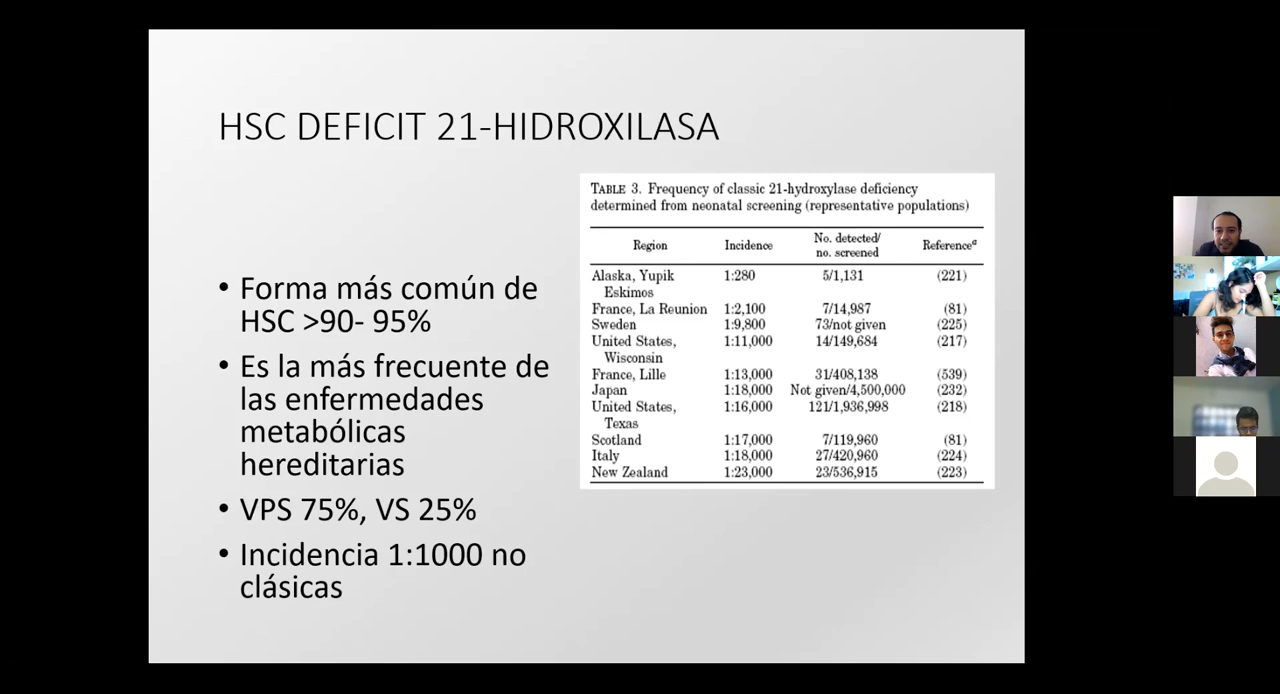 HSC DEFICIT 21-HIDROXILASA
• Forma más común de
HSC >90- 95%
• Es la más frecuente de
las enfermedades
metabólicas
hereditarias
• VPS 75%, VS 25%
• Incidencia 1:1000 no
clásicas
TABLE 3. Frequency of classic 21-hydroxylase deficiency
determined from neonatal screening (representative populations)
Region Incidence No. detected/ Reference^a
no. screened
Alaska, Yupik 1:280 5/1,131 (221)
Eskimos
France, La Reunion 1:2,100 7/14,987 (81)
Sweden 1:9,800 73/not given (225)
United States, 1:11,000 14/149,684 (217)
Wisconsin
France, Lille 1:13,000 31/408,138 (539)
Japan 1:18,000 Not given/4,500,000 (232)
United States, 1:16,000 121/1,936,998 (218)
Texas
Scotland 1:17,000 7/119,960 (81)
Italy 1:18,000 27/420,960 (224)
New Zealand 1:23,000 23/536,915 (223)